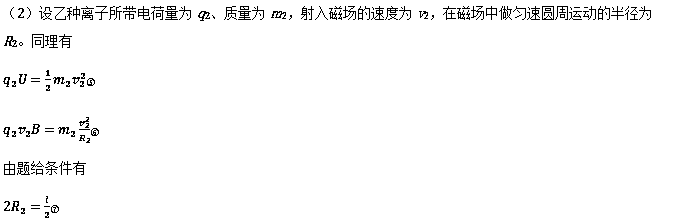 （2）设乙种离子所带电荷量为 q₂、质量为 m₂，射入磁场的速度为 v₂，在磁场中做匀速圆周运动的半径为
R₂。同理有
q₂U = ½m₂v₂²⑤
q₂v₂B = m₂ v₂²/R₂⑥
由题给条件有
2R₂ = l/2⑦